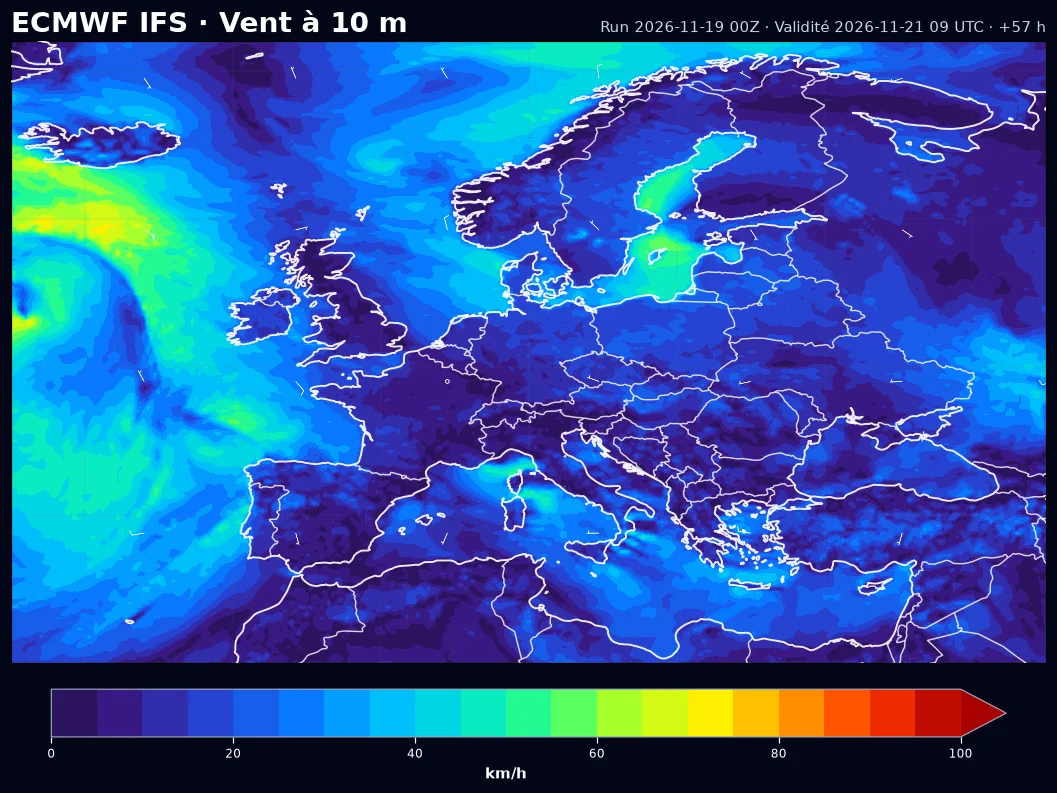 ECMWF IFS · Vent à 10 m
Run 2026-11-19 00Z · Validité 2026-11-21 09 UTC · +57 h
0 20 40 60 80 100
km/h